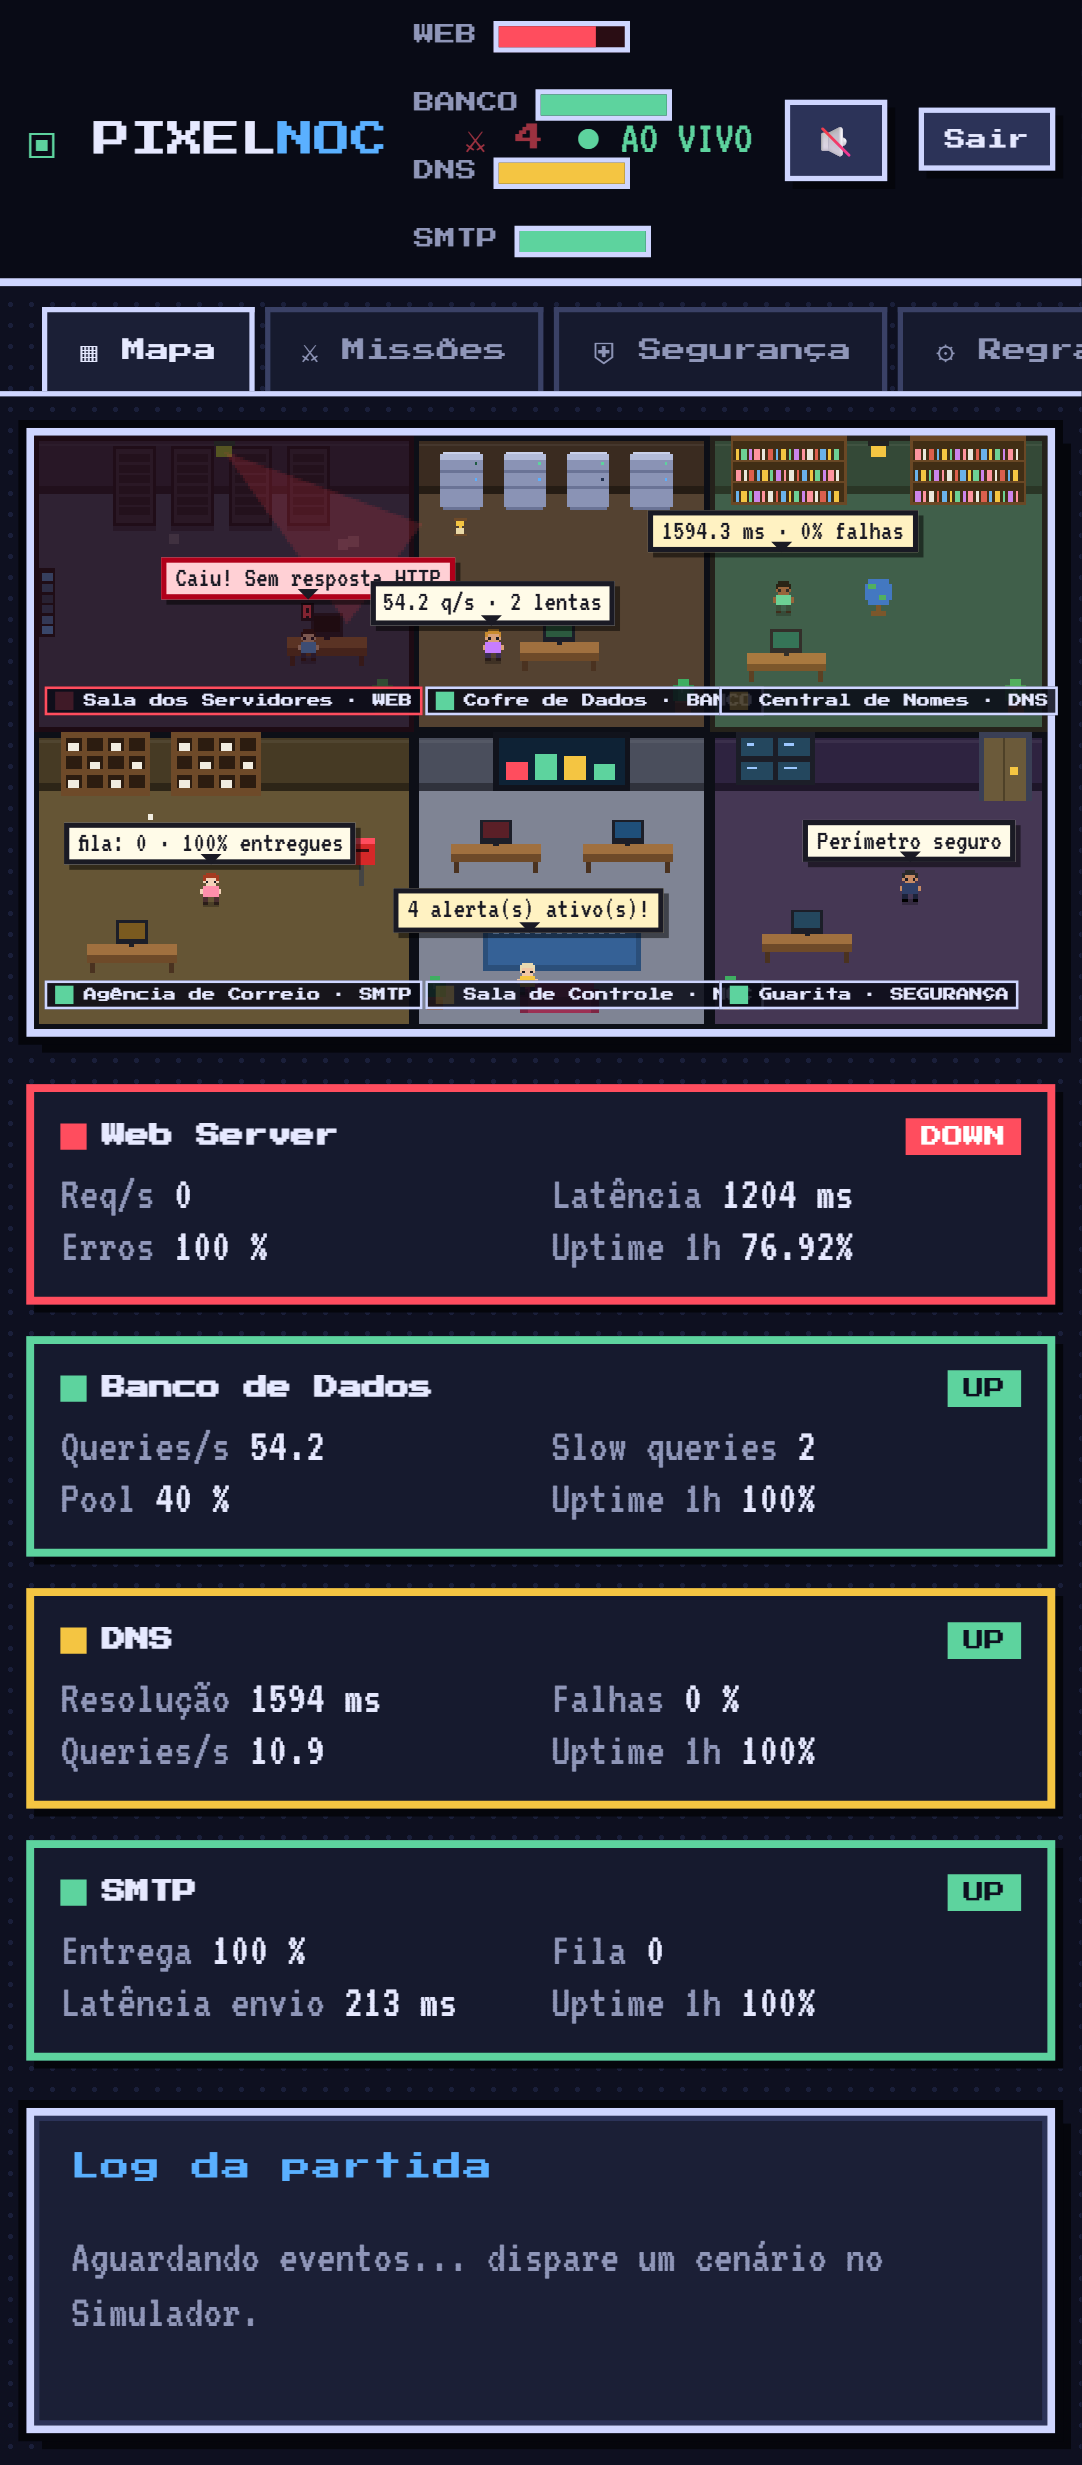 WEB
BANCO
PIXELNOC
4
AO VIVO
Sair
DNS
SMTP
Mapa
Missões
Segurança
Regra
1594.3 ms · 0% falhas
Caiu! Sem resposta HTTP
54.2 q/s · 2 lentas
Sala dos Servidores · WEB
Cofre de Dados · BANCO
Central de Nomes · DNS
fila: 0 · 100% entregues
Perímetro seguro
4 alerta(s) ativo(s)!
Agência de Correio · SMTP
Sala de Controle · N
Guarita · SEGURANÇA
Web Server
DOWN
Req/s 0
Latência 1204 ms
Erros 100 %
Uptime 1h 76.92%
Banco de Dados
UP
Queries/s 54.2
Slow queries 2
Pool 40 %
Uptime 1h 100%
DNS
UP
Resolução 1594 ms
Falhas 0 %
Queries/s 10.9
Uptime 1h 100%
SMTP
UP
Entrega 100 %
Fila 0
Latência envio 213 ms
Uptime 1h 100%
Log da partida
Aguardando eventos... dispare um cenário no
Simulador.